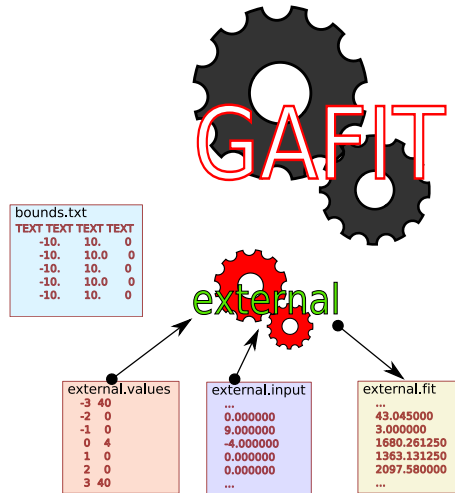 GAFIT
bounds.txt
TEXT TEXT TEXT TEXT
-10. 10. 0
-10. 10.0 0
-10. 10. 0
-10. 10.0 0
-10. 10. 0
external
external.values
-3 40
-2 0
-1 0
0 4
1 0
2 0
3 40
external.input
...
0.000000
9.000000
-4.000000
0.000000
0.000000
...
external.fit
...
43.045000
3.000000
1680.261250
1363.131250
2097.580000
...